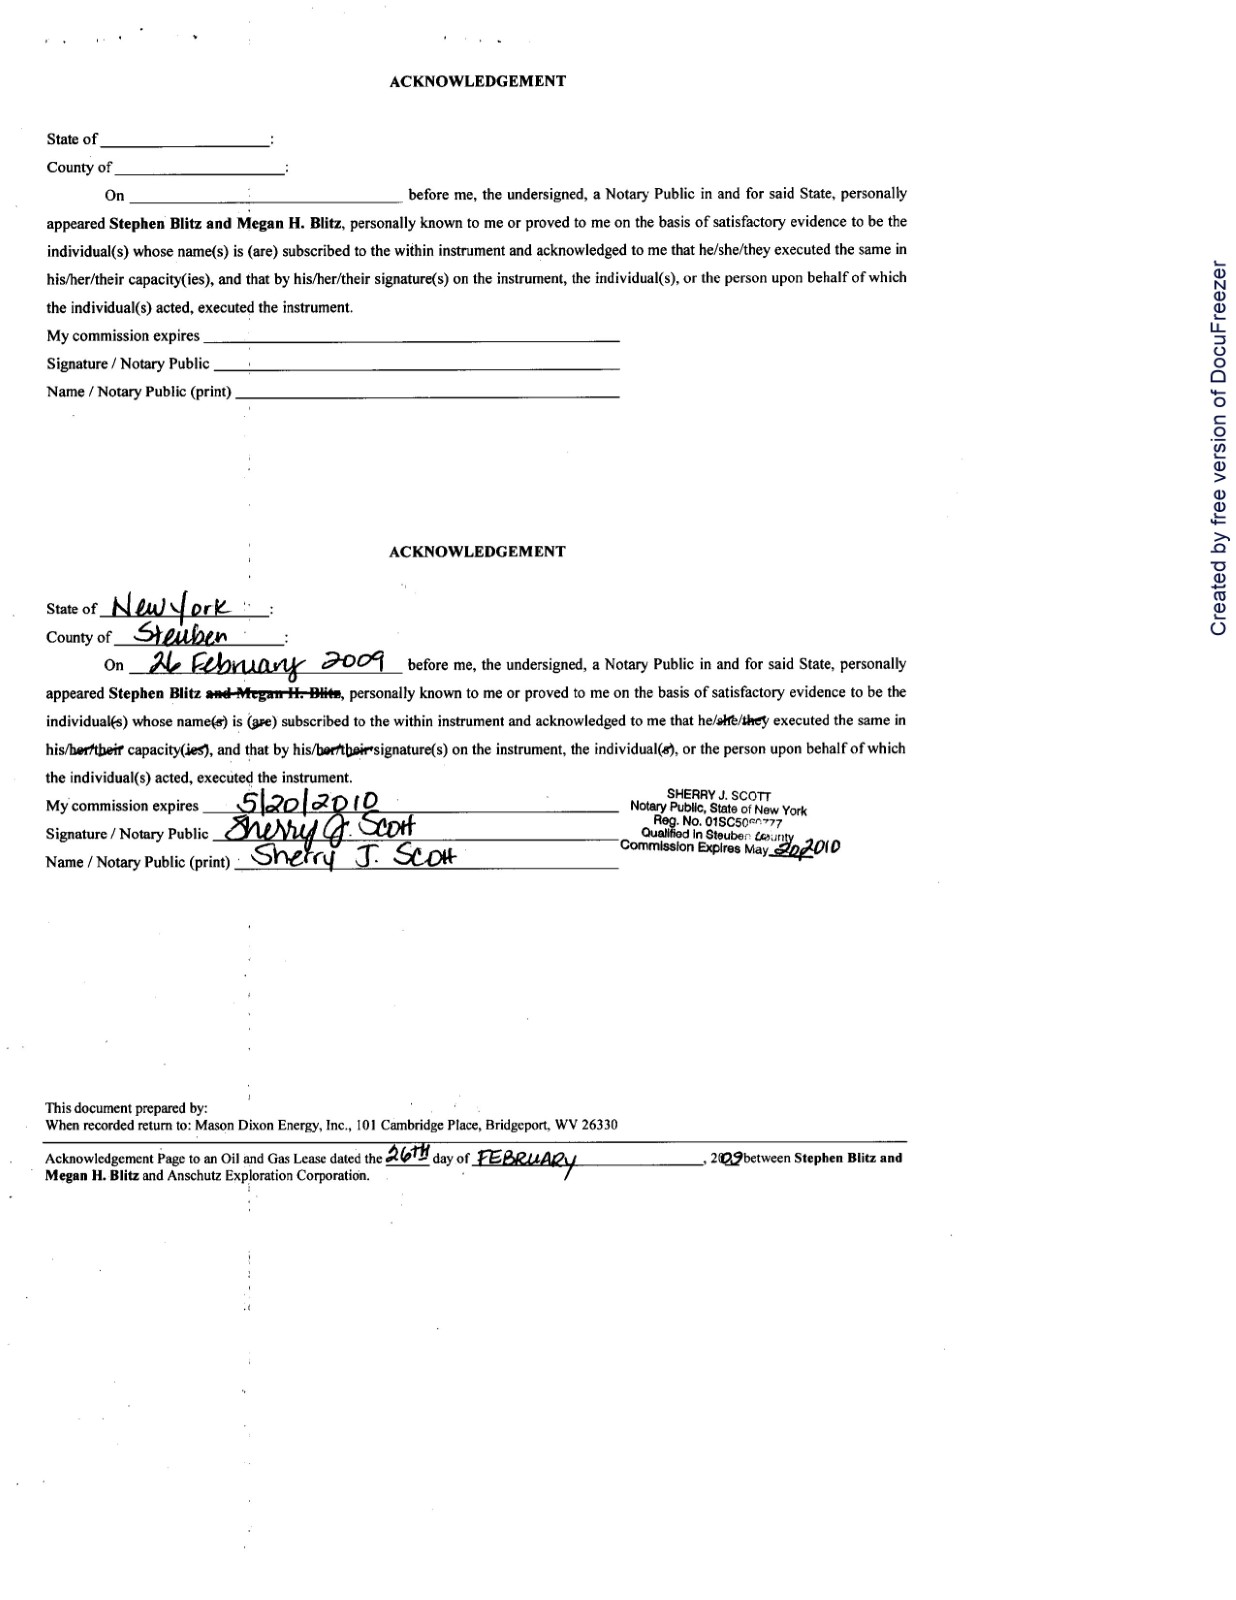 ACKNOWLEDGEMENT
State of ____________________:
County of ____________________:
On ________________________________ before me, the undersigned, a Notary Public in and for said State, personally
appeared Stephen Blitz and Megan H. Blitz, personally known to me or proved to me on the basis of satisfactory evidence to be the
individual(s) whose name(s) is (are) subscribed to the within instrument and acknowledged to me that he/she/they executed the same in
his/her/their capacity(ies), and that by his/her/their signature(s) on the instrument, the individual(s), or the person upon behalf of which
the individual(s) acted, executed the instrument.
My commission expires ____________________
Signature / Notary Public ____________________
Name / Notary Public (print) ____________________
ACKNOWLEDGEMENT
State of New York :
County of Steuben :
On 26 February 2009 before me, the undersigned, a Notary Public in and for said State, personally
appeared Stephen Blitz and Megan H. Blitz, personally known to me or proved to me on the basis of satisfactory evidence to be the
individual(s) whose name(s) is (are) subscribed to the within instrument and acknowledged to me that he/she/they executed the same in
his/her/their capacity(ies), and that by his/her/their signature(s) on the instrument, the individual(s), or the person upon behalf of which
the individual(s) acted, executed the instrument.
My commission expires 5/20/2010
Signature / Notary Public Sherry J. Scott
Name / Notary Public (print) Sherry J. Scott
SHERRY J. SCOTT
Notary Public, State of New York
Reg. No.
Qualified in Steuben County
Commission Expires May 20, 2010
This document prepared by:
When recorded return to: Mason Dixon Energy, Inc., 101 Cambridge Place, Bridgeport, WV 26330
Acknowledgement Page to an Oil and Gas Lease dated the 26TH day of FEBRUARY, 2009 between Stephen Blitz and
Megan H. Blitz and Anschutz Exploration Corporation.
Created by free version of DocuFreezer